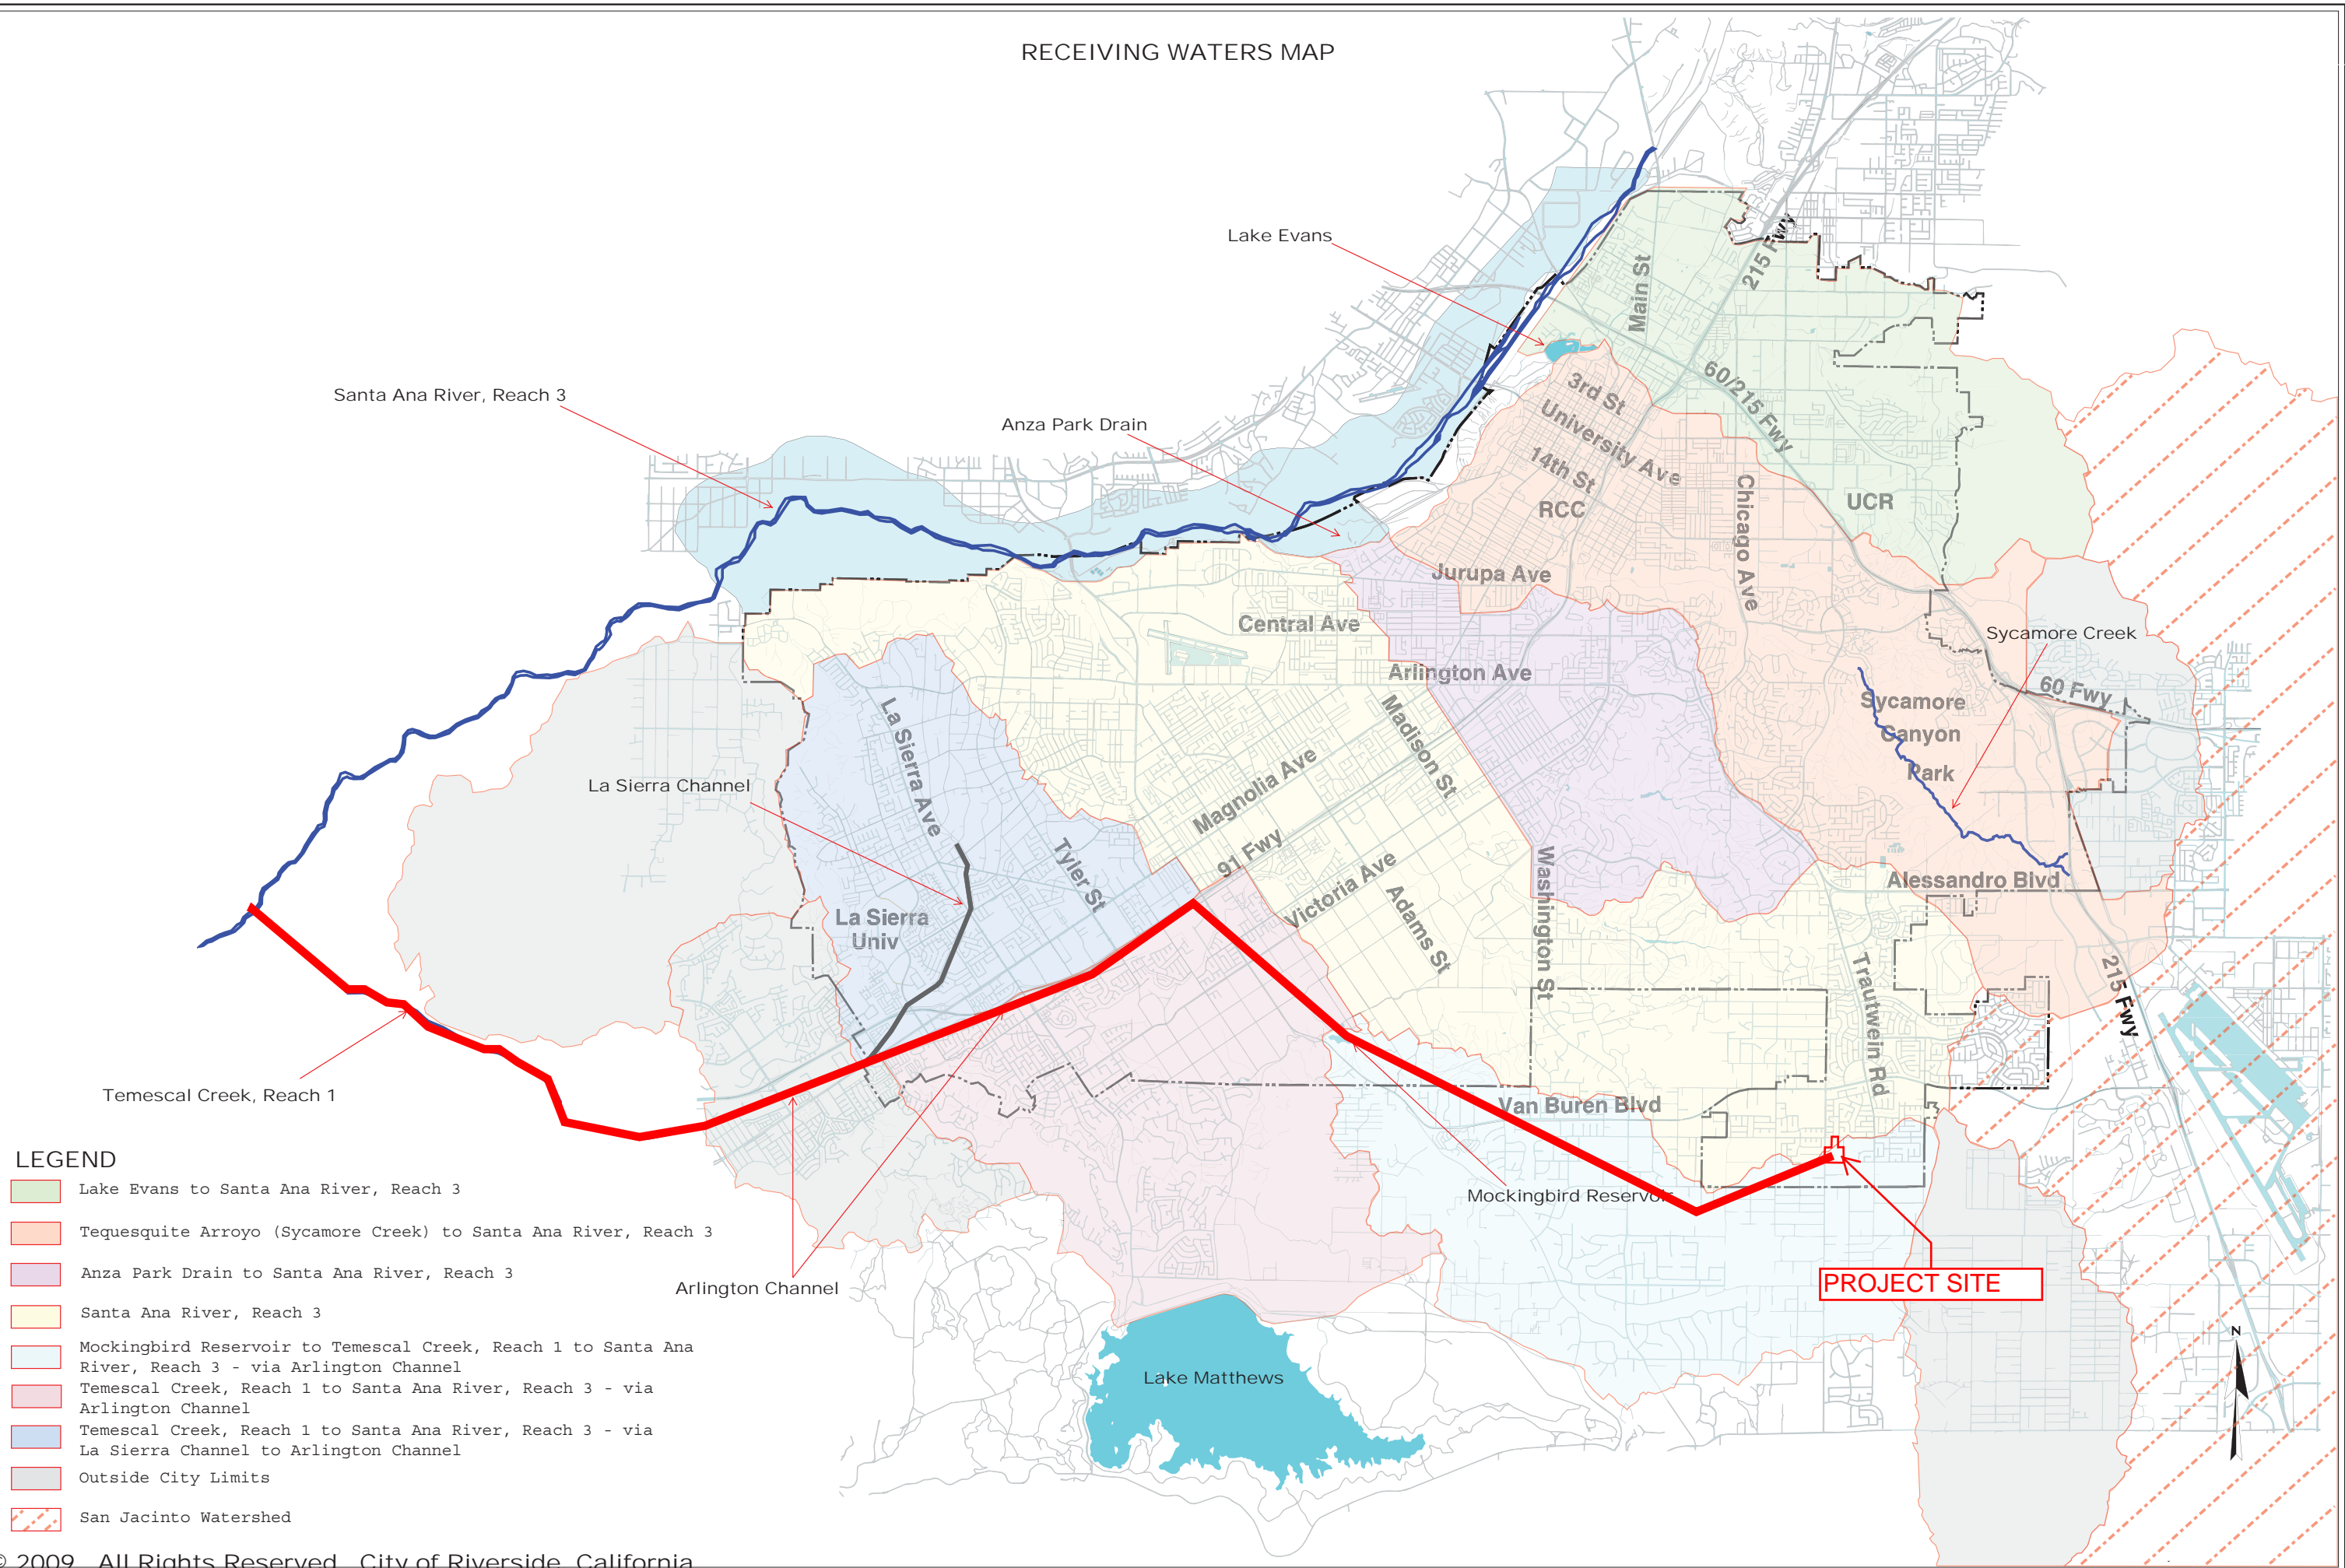 RECEIVING WATERS MAP
Lake Evans
Main St
215 Fwy
Santa Ana River, Reach 3
Anza Park Drain
3rd St
University Ave
14th St
RCC
60/215 Fwy
Chicago Ave
UCR
Jurupa Ave
Central Ave
Arlington Ave
Sycamore Creek
60 Fwy
Sycamore
Canyon
Park
La Sierra Ave
La Sierra Channel
Madison St
Magnolia Ave
91 Fwy
Tyler St
Victoria Ave
Adams St
Washington St
Alessandro Blvd
La Sierra
Univ
Trautwein Rd
215 Fwy
Temescal Creek, Reach 1
Van Buren Blvd
Mockingbird Reservoir
Arlington Channel
PROJECT SITE
Lake Matthews
N
LEGEND
Lake Evans to Santa Ana River, Reach 3
Tequesquite Arroyo (Sycamore Creek) to Santa Ana River, Reach 3
Anza Park Drain to Santa Ana River, Reach 3
Santa Ana River, Reach 3
Mockingbird Reservoir to Temescal Creek, Reach 1 to Santa Ana
River, Reach 3 - via Arlington Channel
Temescal Creek, Reach 1 to Santa Ana River, Reach 3 - via
Arlington Channel
Temescal Creek, Reach 1 to Santa Ana River, Reach 3 - via
La Sierra Channel to Arlington Channel
Outside City Limits
San Jacinto Watershed
© 2009 All Rights Reserved City of Riverside, California